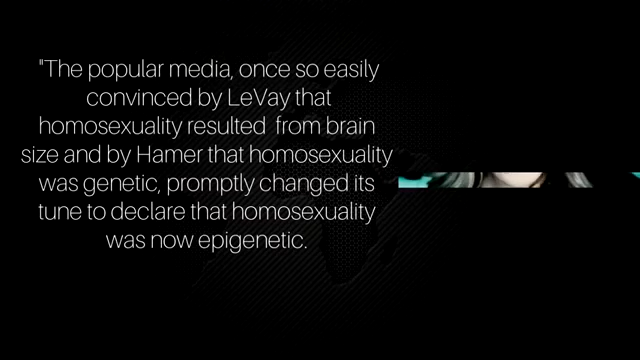 "The popular media, once so easily
convinced by LeVay that
homosexuality resulted from brain
size and by Hamer that homosexuality
was genetic, promptly changed its
tune to declare that homosexuality
was now epigenetic.